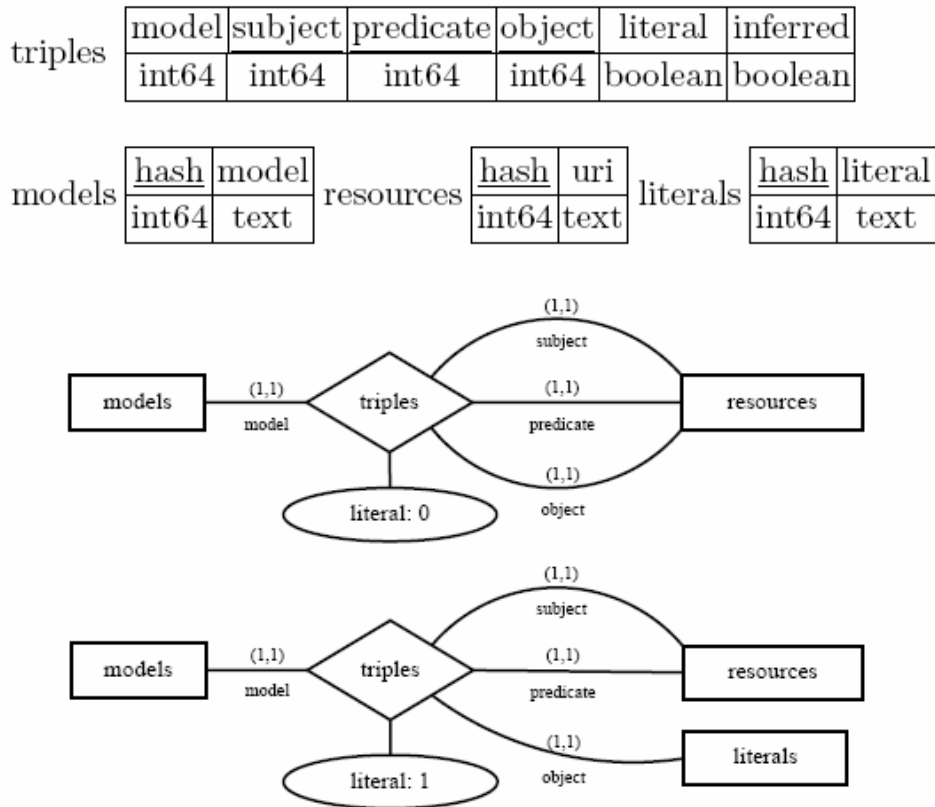 triples model subject predicate object literal inferred
int64 int64 int64 int64 boolean boolean
models hash model resources hash uri literals hash literal
int64 text int64 text int64 text
(1,1)
subject
models (1,1) model triples (1,1) predicate resources
(1,1)
object
literal: 0
(1,1)
subject
models (1,1) model triples (1,1) predicate resources
(1,1)
object
literals
literal: 1